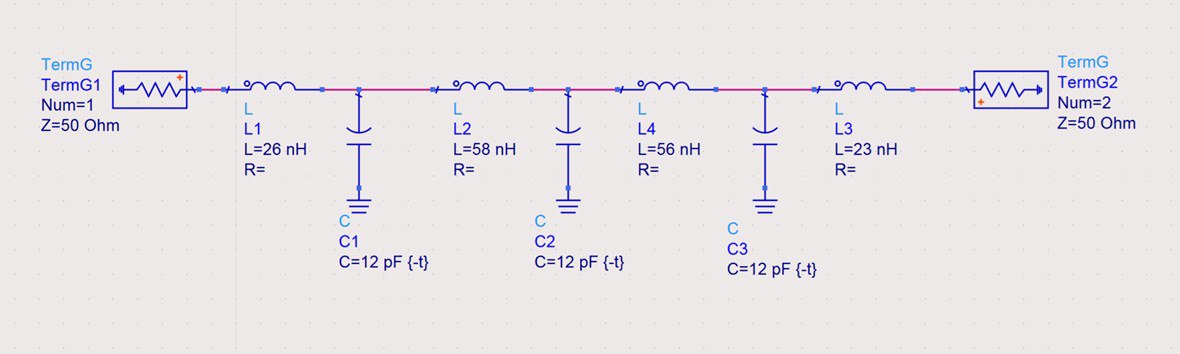 TermG
TermG1
Num=1
Z=50 Ohm
L
L1
L=26 nH
R=
C
C1
C=12 pF {-t}
L
L2
L=58 nH
R=
C
C2
C=12 pF {-t}
L
L4
L=56 nH
R=
C
C3
C=12 pF {-t}
L
L3
L=23 nH
R=
TermG
TermG2
Num=2
Z=50 Ohm